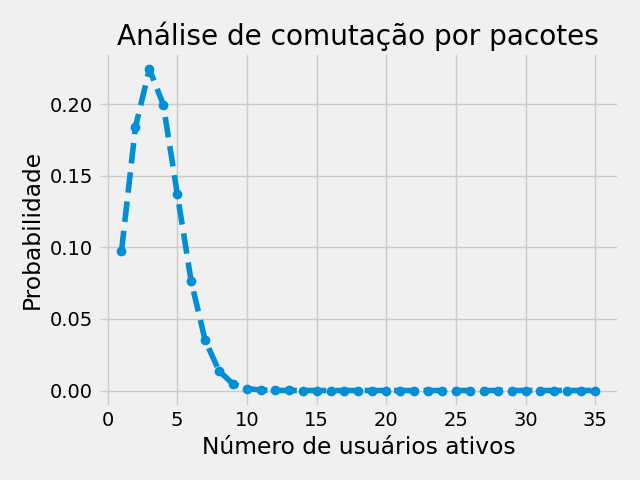 Análise de comutação por pacotes
Probabilidade
0.20
0.15
0.10
0.05
0.00
0 5 10 15 20 25 30 35
Número de usuários ativos